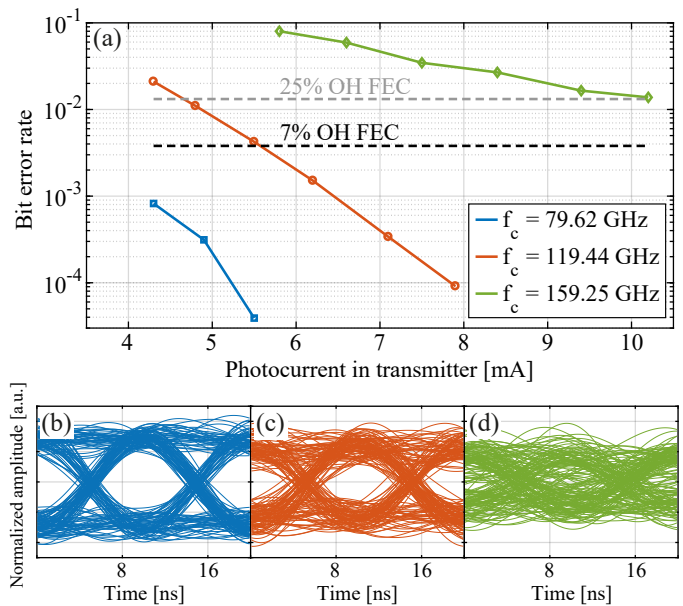 (a)
10^-1
10^-2
10^-3
10^-4
Bit error rate
25% OH FEC
7% OH FEC
f_c = 79.62 GHz
f_c = 119.44 GHz
f_c = 159.25 GHz
4 5 6 7 8 9 10
Photocurrent in transmitter [mA]
Normalized amplitude [a.u.]
(b) (c) (d)
8 16 8 16 8 16
Time [ns] Time [ns] Time [ns]